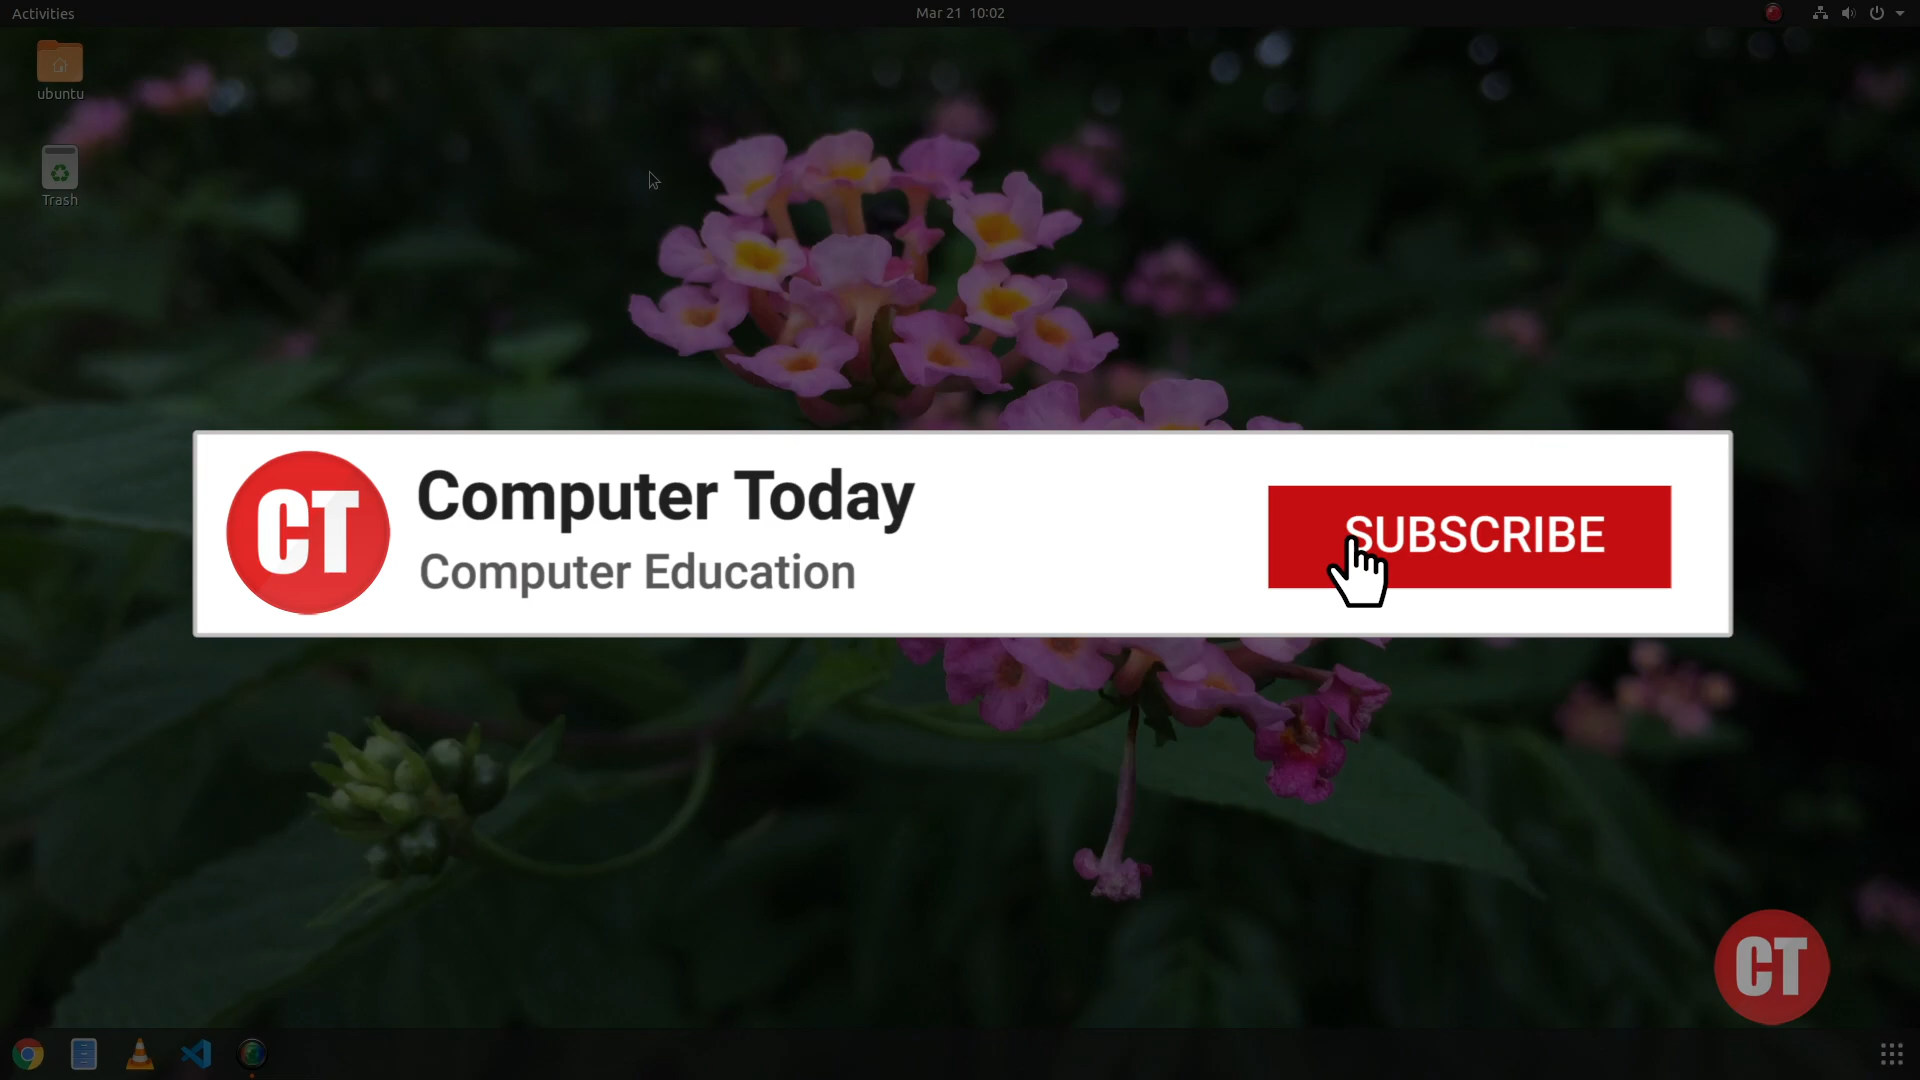 Activities
Mar 21 10:02
ubuntu
Trash
CT
Computer Today
Computer Education
SUBSCRIBE
CT